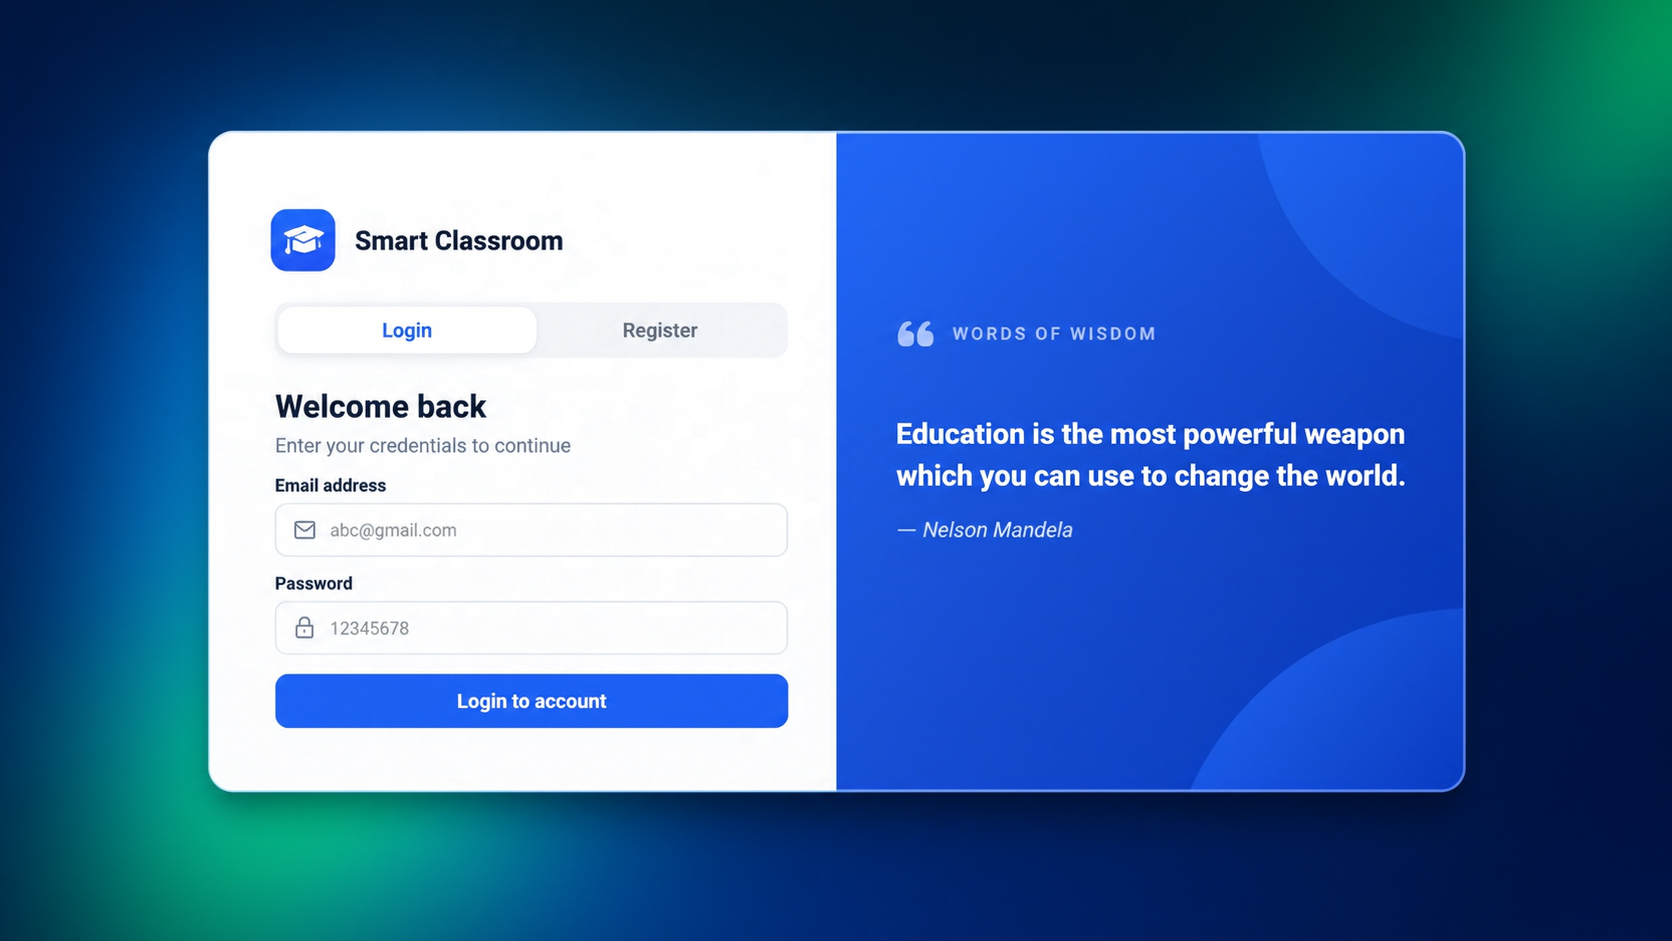 Smart Classroom
Login
Register
Welcome back
Enter your credentials to continue
Email address
abc@gmail.com
Password
12345678
Login to account
WORDS OF WISDOM
Education is the most powerful weapon
which you can use to change the world.
— Nelson Mandela